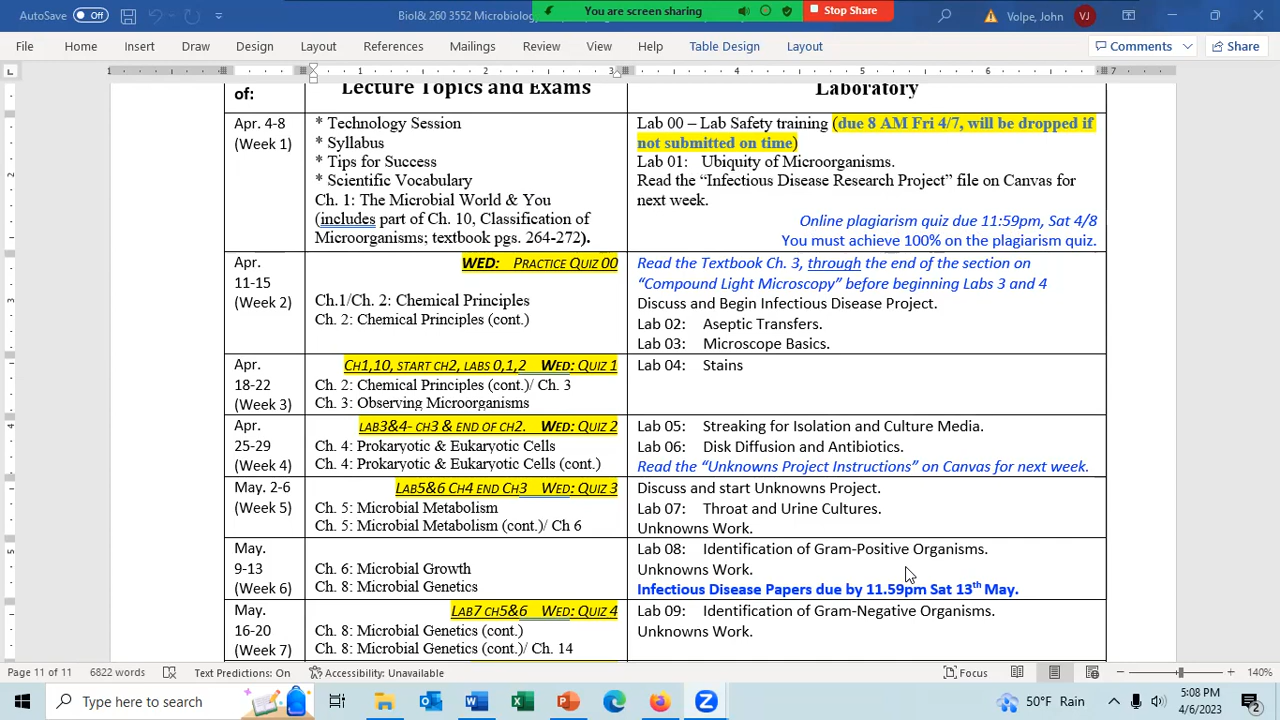 AutoSave Off
Biol& 260 3552 Microbiology
You are screen sharing
Stop Share
Volpe, John
VJ
File Home Insert Draw Design Layout References Mailings Review View Help Table Design Layout
Comments
Share
1 1 2 3 4 5 6 7
of:
Lecture Topics and Exams
Laboratory
Apr. 4-8
(Week 1)
* Technology Session
* Syllabus
* Tips for Success
* Scientific Vocabulary
Ch. 1: The Microbial World & You
(includes part of Ch. 10, Classification of
Microorganisms; textbook pgs. 264-272).
Lab 00 – Lab Safety training (due 8 AM Fri 4/7, will be dropped if
not submitted on time)
Lab 01: Ubiquity of Microorganisms.
Read the “Infectious Disease Research Project” file on Canvas for
next week.
Online plagiarism quiz due 11:59pm, Sat 4/8
You must achieve 100% on the plagiarism quiz.
Apr.
11-15
(Week 2)
WED: PRACTICE QUIZ 00
Ch.1/Ch. 2: Chemical Principles
Ch. 2: Chemical Principles (cont.)
Read the Textbook Ch. 3, through the end of the section on
“Compound Light Microscopy” before beginning Labs 3 and 4
Discuss and Begin Infectious Disease Project.
Lab 02: Aseptic Transfers.
Lab 03: Microscope Basics.
Apr.
18-22
(Week 3)
CH1,10, START CH2, LABS 0,1,2 WED: QUIZ 1
Ch. 2: Chemical Principles (cont.)/ Ch. 3
Ch. 3: Observing Microorganisms
Lab 04: Stains
Apr.
25-29
(Week 4)
LAB3&4- CH3 & END OF CH2. WED: QUIZ 2
Ch. 4: Prokaryotic & Eukaryotic Cells
Ch. 4: Prokaryotic & Eukaryotic Cells (cont.)
Lab 05: Streaking for Isolation and Culture Media.
Lab 06: Disk Diffusion and Antibiotics.
Read the “Unknowns Project Instructions” on Canvas for next week.
May. 2-6
(Week 5)
LAB5&6 CH4 END CH3 WED: QUIZ 3
Ch. 5: Microbial Metabolism
Ch. 5: Microbial Metabolism (cont.)/ Ch 6
Discuss and start Unknowns Project.
Lab 07: Throat and Urine Cultures.
Unknowns Work.
May.
9-13
(Week 6)
Ch. 6: Microbial Growth
Ch. 8: Microbial Genetics
Lab 08: Identification of Gram-Positive Organisms.
Unknowns Work.
Infectious Disease Papers due by 11.59pm Sat 13th May.
May.
16-20
(Week 7)
LAB7 CH5&6 WED: QUIZ 4
Ch. 8: Microbial Genetics (cont.)
Ch. 8: Microbial Genetics (cont.)/ Ch. 14
Lab 09: Identification of Gram-Negative Organisms.
Unknowns Work.
2
4
5
Page 11 of 11 6822 words Text Predictions: On Accessibility: Unavailable
Focus
140%
Type here to search
50°F Rain
5:08 PM
4/6/2023
2